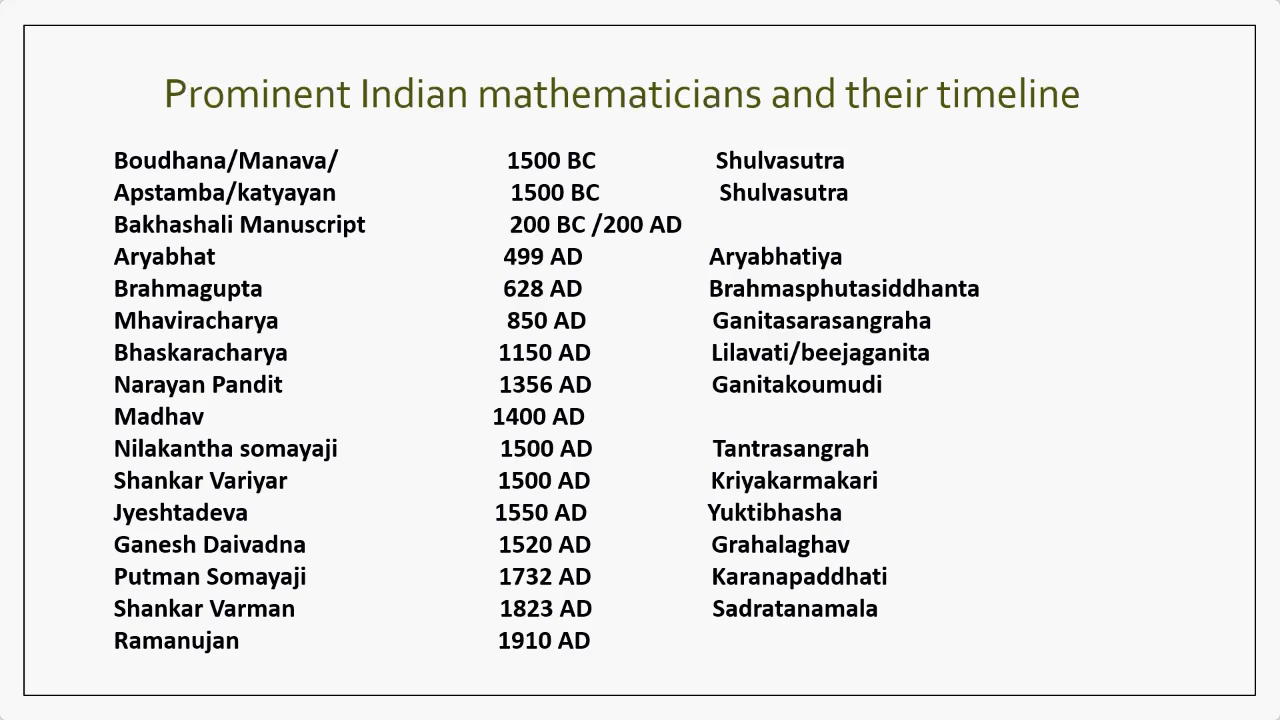 Prominent Indian mathematicians and their timeline
Boudhana/Manava/ 1500 BC Shulvasutra
Apstamba/katyayan 1500 BC Shulvasutra
Bakhashali Manuscript 200 BC /200 AD
Aryabhat 499 AD Aryabhatiya
Brahmagupta 628 AD Brahmasphutasiddhanta
Mhaviracharya 850 AD Ganitasarasangraha
Bhaskaracharya 1150 AD Lilavati/beejaganita
Narayan Pandit 1356 AD Ganitakoumudi
Madhav 1400 AD
Nilakantha somayaji 1500 AD Tantrasangrah
Shankar Variyar 1500 AD Kriyakarmakari
Jyeshtadeva 1550 AD Yuktibhasha
Ganesh Daivadna 1520 AD Grahalaghav
Putman Somayaji 1732 AD Karanapaddhati
Shankar Varman 1823 AD Sadratanamala
Ramanujan 1910 AD